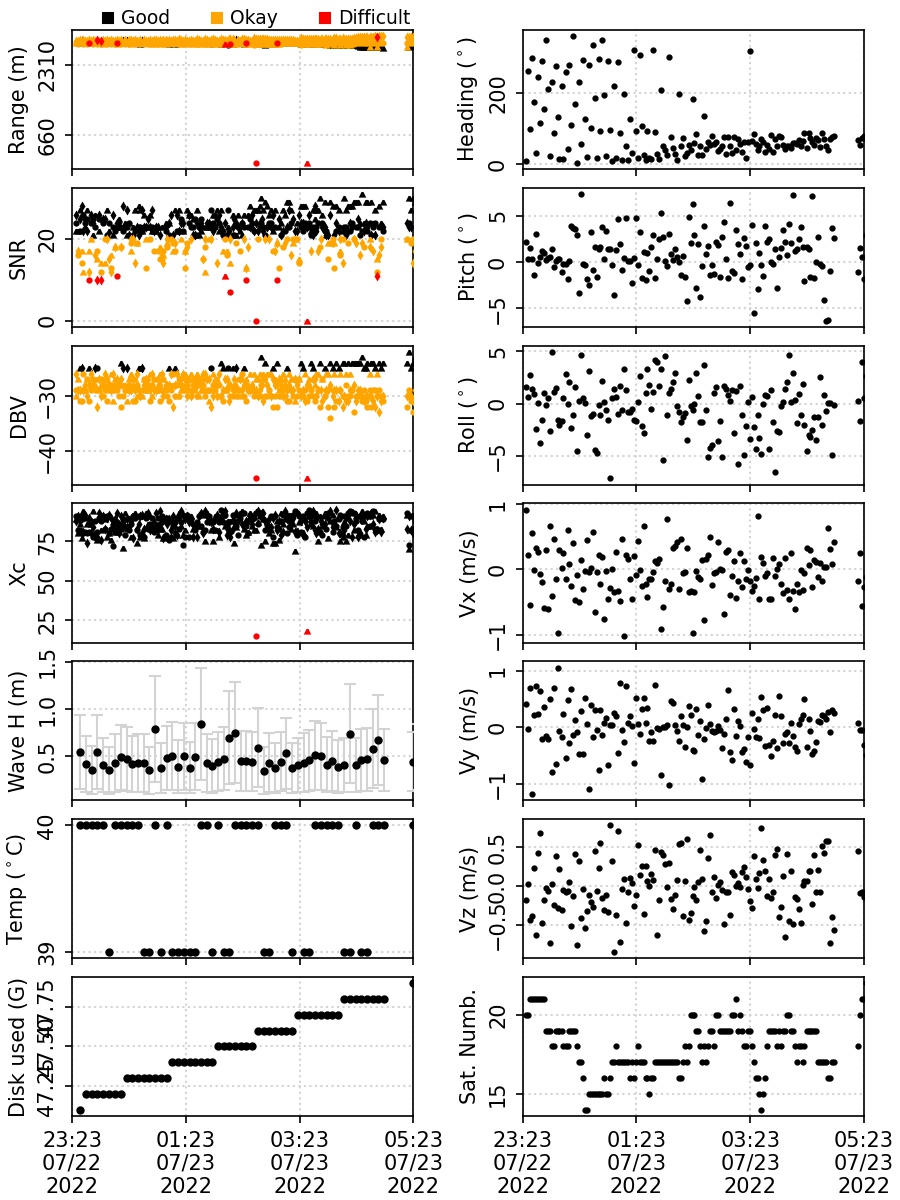 Good Okay Difficult
Range (m)
2310
660
Heading (°)
200
0
SNR
20
0
Pitch (°)
5
0
−5
DBV
−30
−40
Roll (°)
5
0
−5
Xc
75
50
25
Vx (m/s)
1
0
−1
Wave H (m)
1.5
1.0
0.5
Vy (m/s)
1
0
−1
Temp (°C)
40
39
Vz (m/s)
0.5
0.0
−0.5
Disk used (G)
47.75
47.50
47.25
Sat. Numb.
20
15
23:23 01:23 03:23 05:23
07/22 07/23 07/23 07/23
2022 2022 2022 2022
23:23 01:23 03:23 05:23
07/22 07/23 07/23 07/23
2022 2022 2022 2022